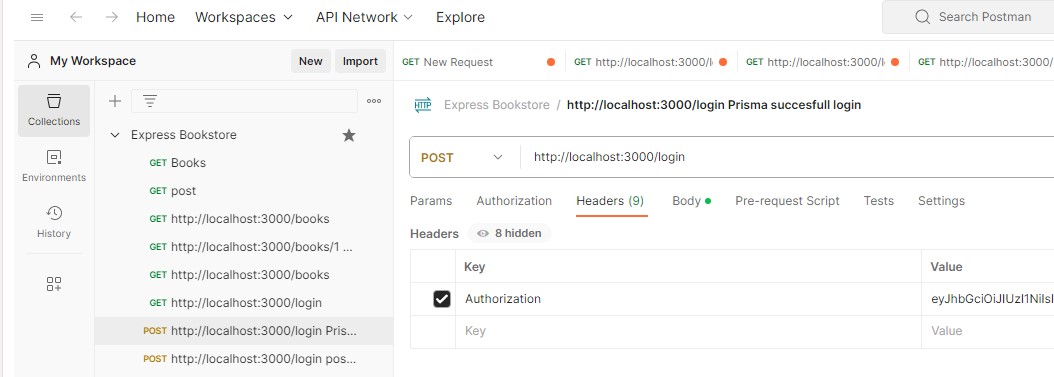 Home Workspaces API Network Explore Search Postman
My Workspace New Import
GET New Request GET http://localhost:3000/l GET http://localhost:3000/l GET http://localhost:3000/
Collections
Environments
History
Express Bookstore
GET Books
GET post
GET http://localhost:3000/books
GET http://localhost:3000/books/1 ...
GET http://localhost:3000/books
GET http://localhost:3000/login
POST http://localhost:3000/login Pris...
POST http://localhost:3000/login pos...
HTTP Express Bookstore / http://localhost:3000/login Prisma succesfull login
POST http://localhost:3000/login
Params Authorization Headers (9) Body Pre-request Script Tests Settings
Headers 8 hidden
Key Value
Authorization eyJhbGciOiJIUzI1NiIsI
Key Value